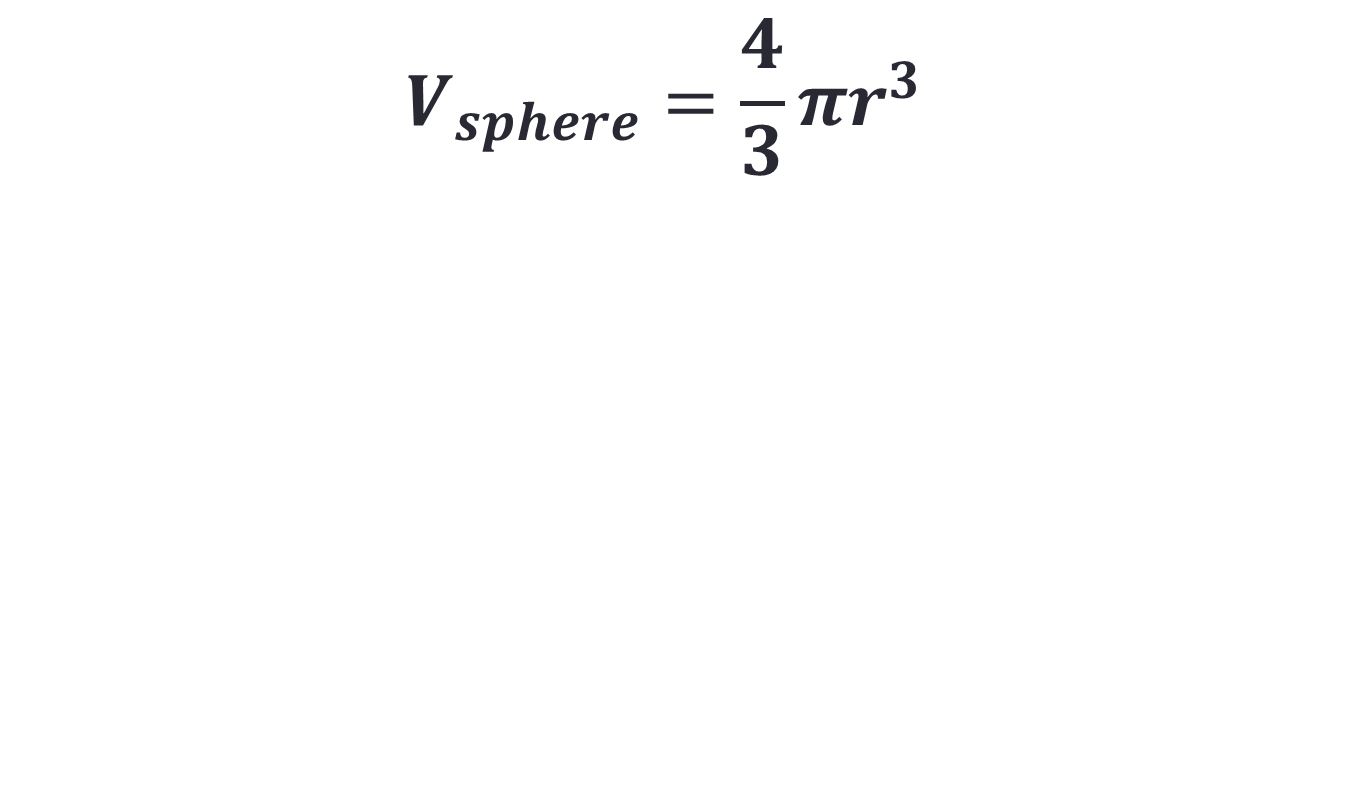 V_sphere = 4/3 πr³